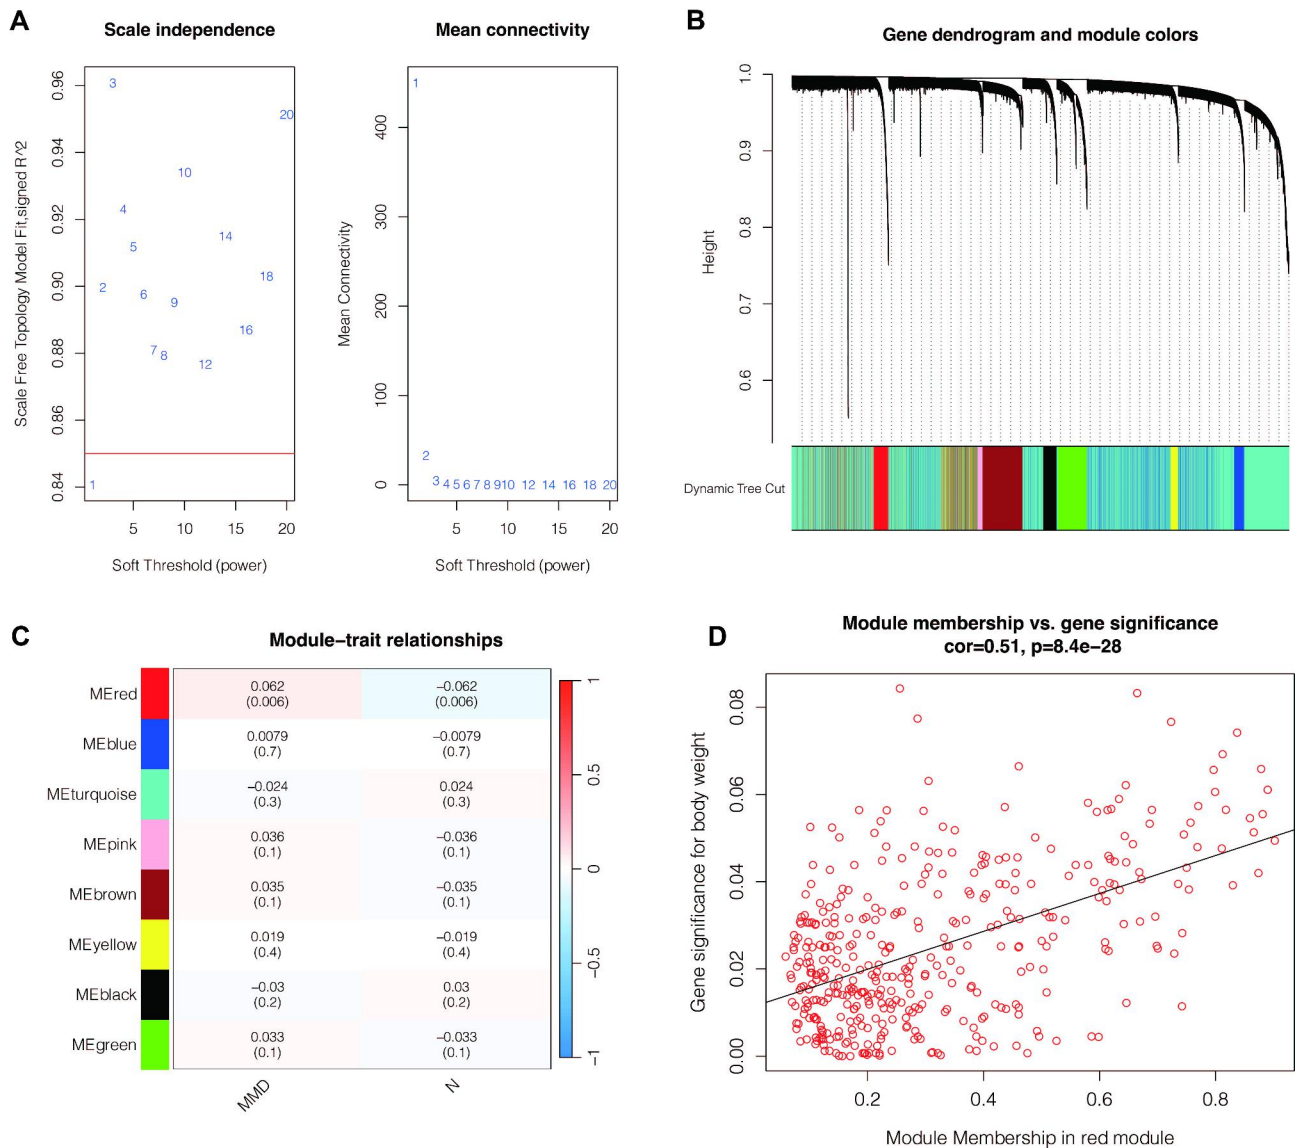 A
Scale independence
Scale Free Topology Model Fit,signed R^2
0.96
0.94
0.92
0.90
0.88
0.86
0.84
1
2
3
4
5
6
7
8
9
10
12
14
16
18
20
5 10 15 20
Soft Threshold (power)
Mean connectivity
Mean Connectivity
400
300
200
100
0
1
2
3 4 5 6 7 8 9 10 12 14 16 18 20
5 10 15 20
Soft Threshold (power)
B
Gene dendrogram and module colors
Height
1.0
0.9
0.8
0.7
0.6
Dynamic Tree Cut
C
Module–trait relationships
MEred 0.062 −0.062
(0.006) (0.006)
MEblue 0.0079 −0.0079
(0.7) (0.7)
MEturquoise −0.024 0.024
(0.3) (0.3)
MEpink 0.036 −0.036
(0.1) (0.1)
MEbrown 0.035 −0.035
(0.1) (0.1)
MEyellow 0.019 −0.019
(0.4) (0.4)
MEblack −0.03 0.03
(0.2) (0.2)
MEgreen 0.033 −0.033
(0.1) (0.1)
MMD N
1
0.5
0
−0.5
−1
D
Module membership vs. gene significance
cor=0.51, p=8.4e−28
Gene significance for body weight
0.08
0.06
0.04
0.02
0.00
0.2 0.4 0.6 0.8
Module Membership in red module